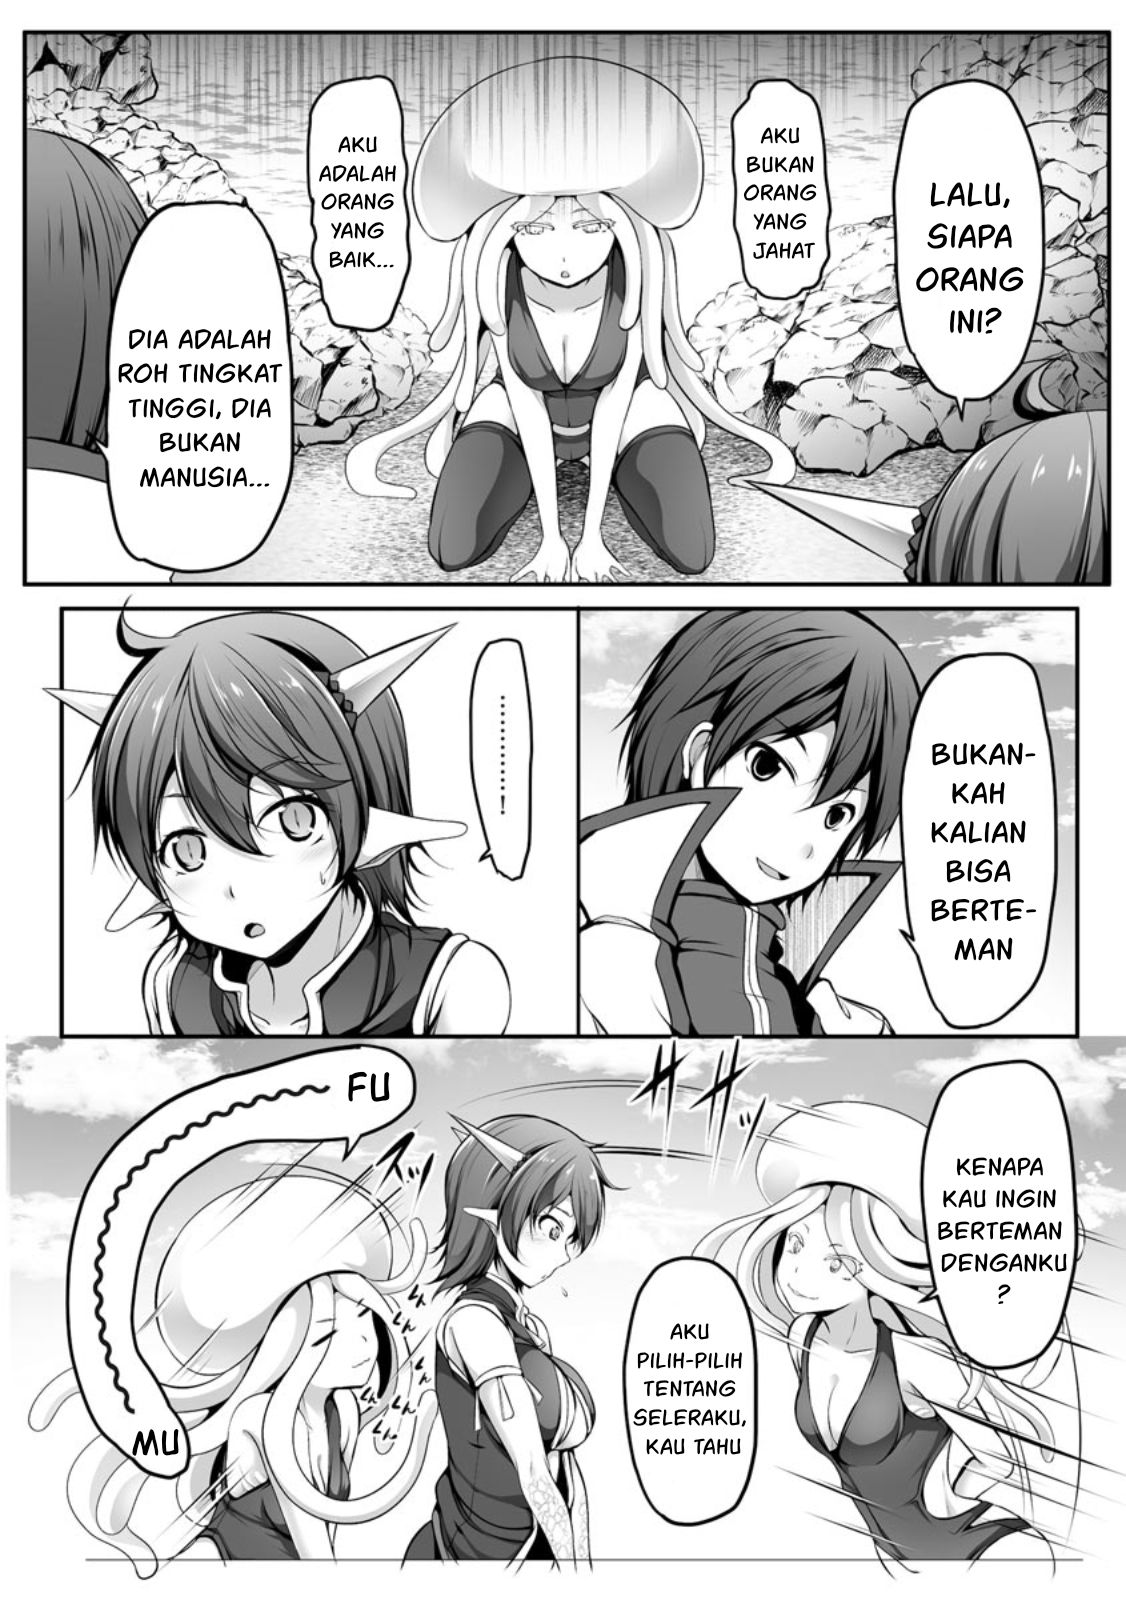 LALU,
SIAPA
ORANG
INI?
AKU
BUKAN
ORANG
YANG
JAHAT
AKU
ADALAH
ORANG
YANG
BAIK...
DIA ADALAH
ROH TINGKAT
TINGGI, DIA
BUKAN
MANUSIA...
BUKAN-
KAH
KALIAN
BISA
BERTE-
MAN
..........!
KENAPA
KAU INGIN
BERTEMAN
DENGANKU
?
AKU
PILIH-PILIH
TENTANG
SELERAKU,
KAU TAHU
FU
MU